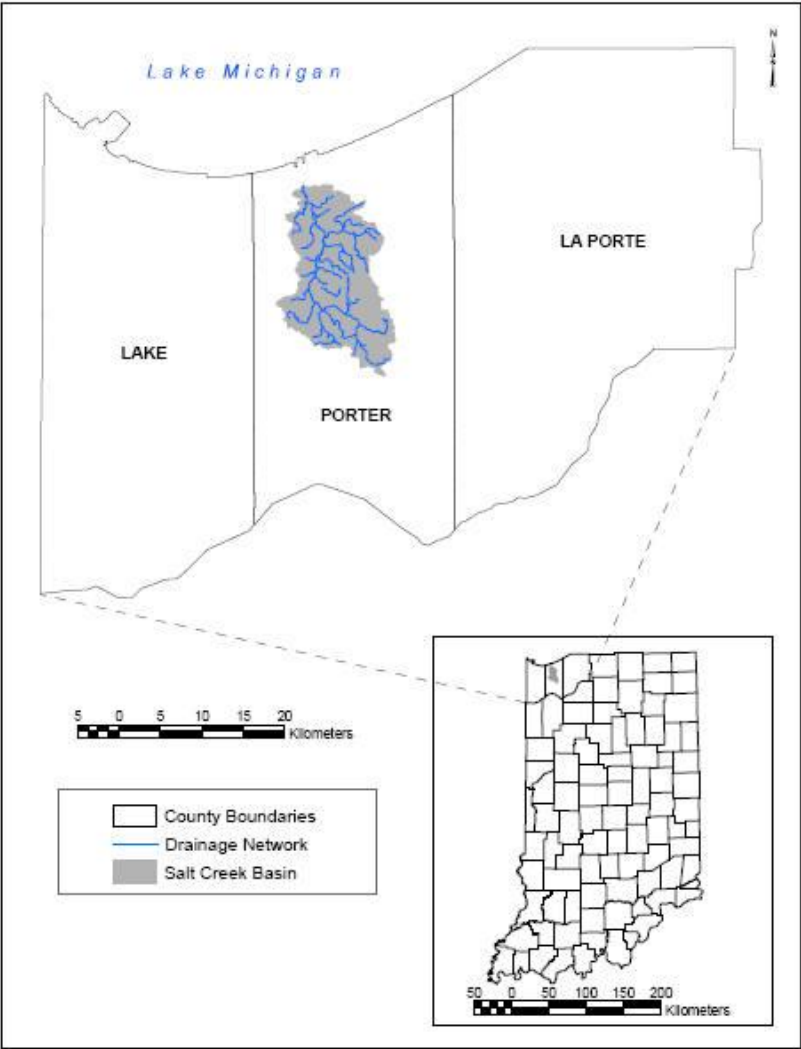 N
Lake Michigan
LA PORTE
LAKE
PORTER
5 0 5 10 15 20
Kilometers
County Boundaries
Drainage Network
Salt Creek Basin
50 0 50 100 150 200
Kilometers